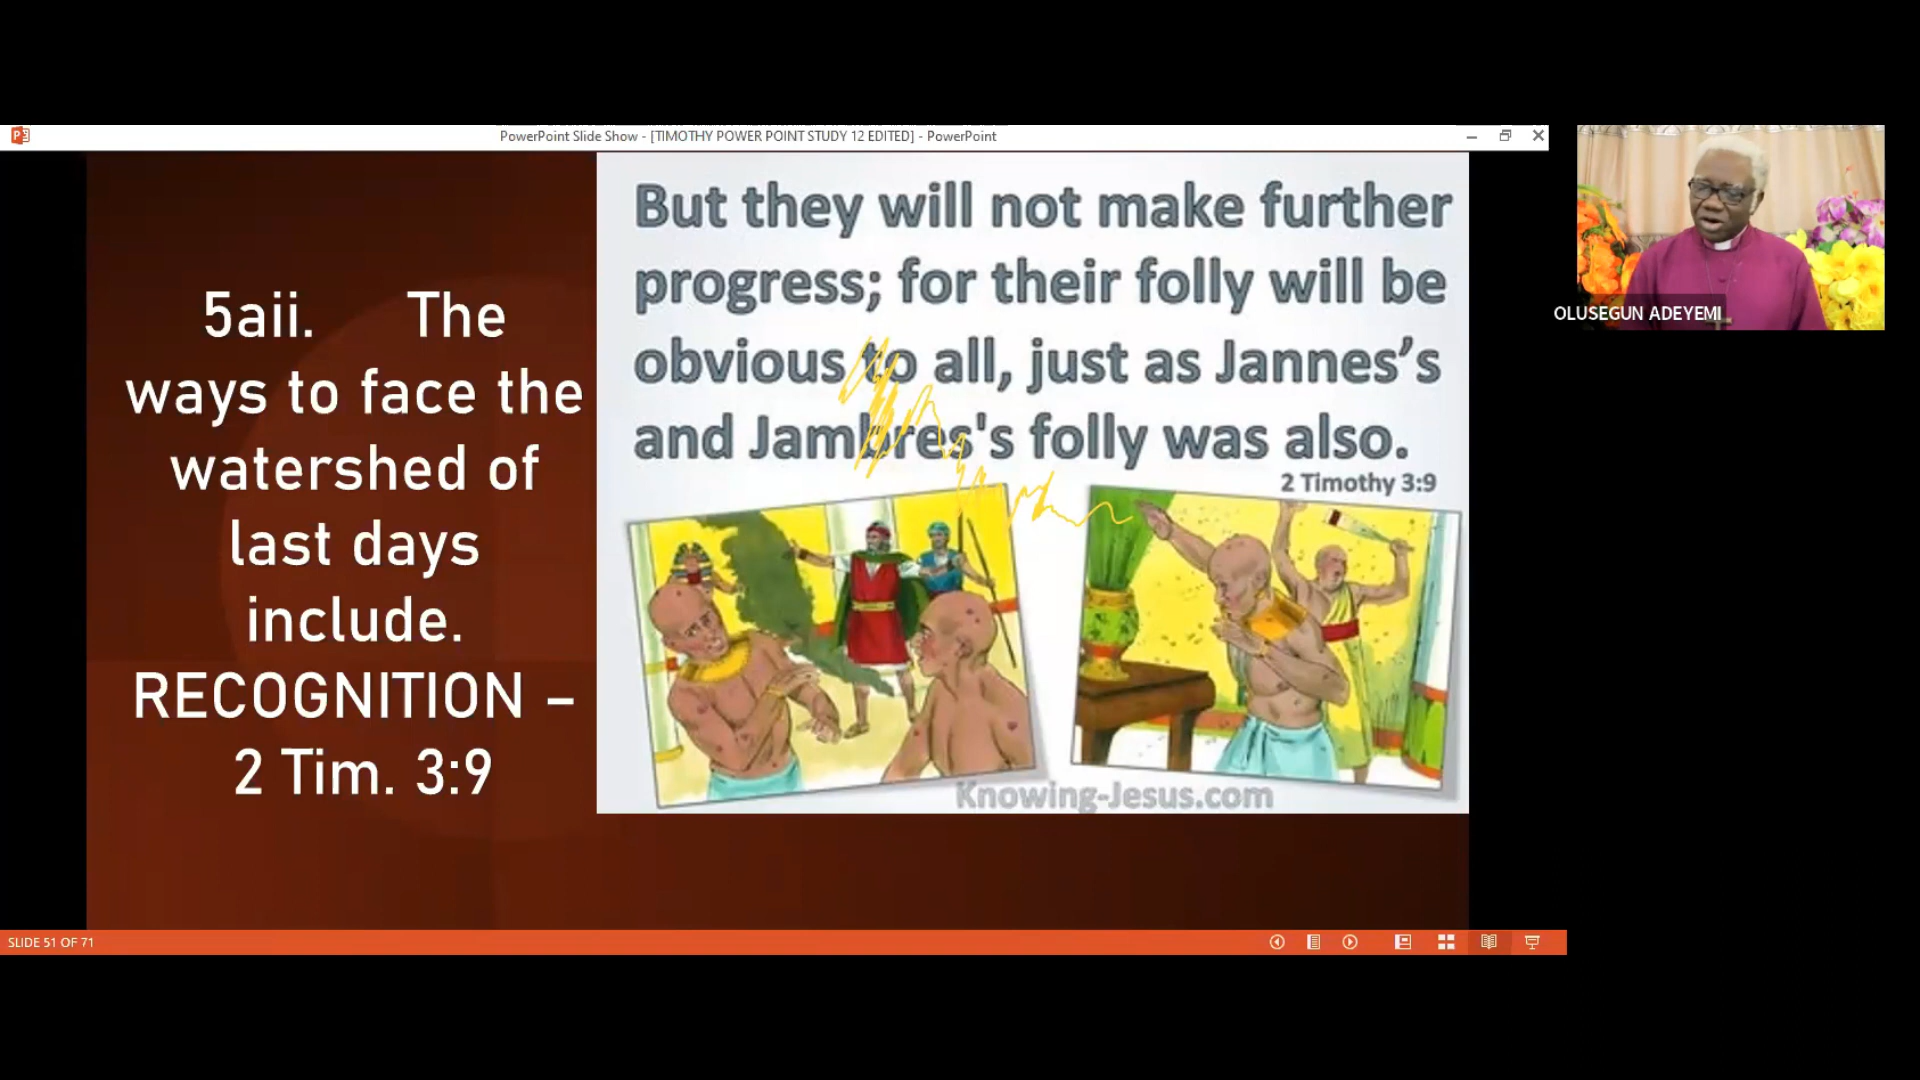 PowerPoint Slide Show - [TIMOTHY POWER POINT STUDY 12 EDITED] - PowerPoint
5aii. The
ways to face the
watershed of
last days
include.
RECOGNITION –
2 Tim. 3:9
But they will not make further
progress; for their folly will be
obvious to all, just as Jannes’s
and Jambres's folly was also.
2 Timothy 3:9
Knowing-Jesus.com
OLUSEGUN ADEYEMI
SLIDE 51 OF 71